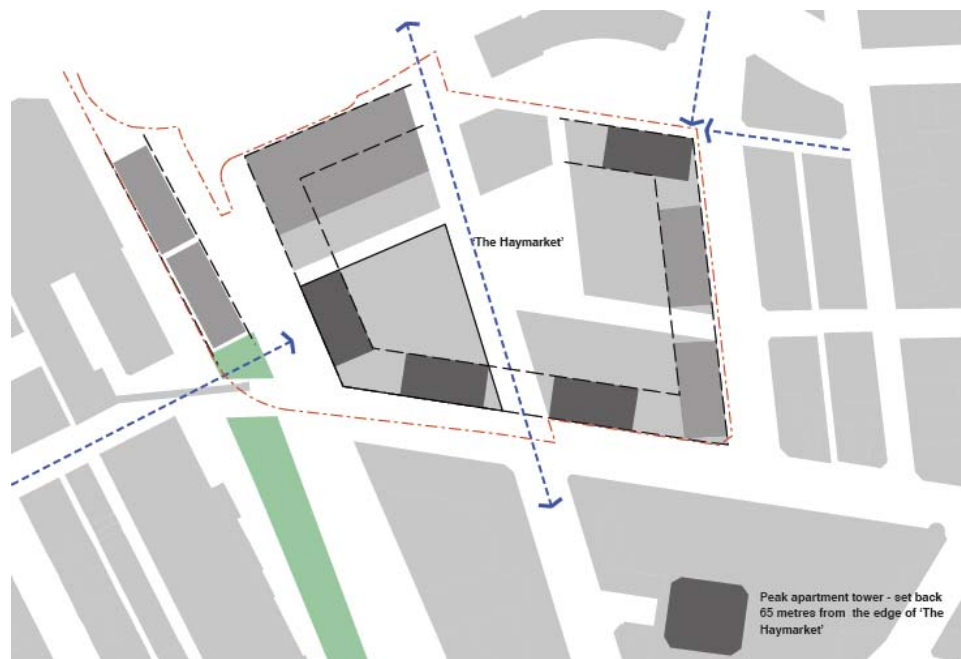 'The Haymarket'
Peak apartment tower - set back
65 metres from the edge of 'The
Haymarket'